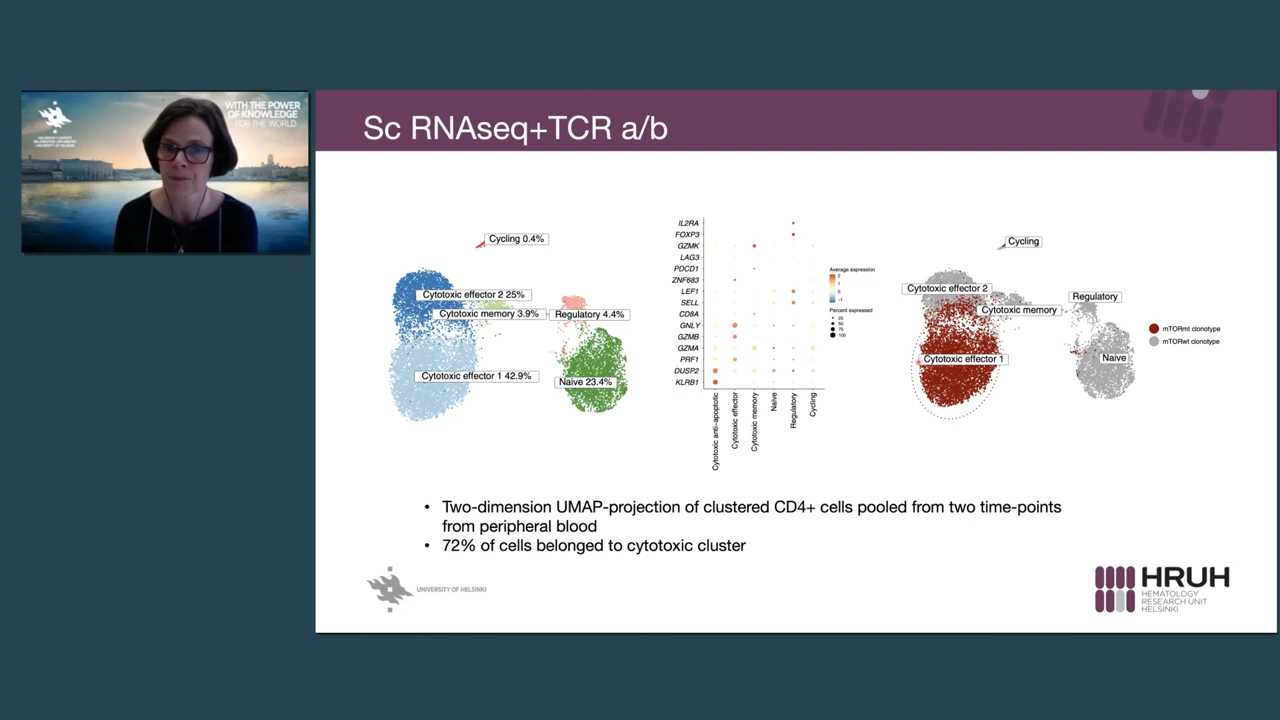 WITH THE POWER
OF KNOWLEDGE
– FOR THE WORLD
Sc RNAseq+TCR a/b
Cycling 0.4%
Cytotoxic effector 2 25%
Cytotoxic memory 3.9%
Regulatory 4.4%
Cytotoxic effector 1 42.9%
Naive 23.4%
IL2RA
FOXP3
GZMK
LAG3
PDCD1
ZNF683
LEF1
SELL
CD8A
GNLY
GZMB
GZMA
PRF1
DUSP2
KLRB1
Cytotoxic anti-apoptotic
Cytotoxic effector
Cytotoxic memory
Naive
Regulatory
Cycling
Average expression
Percent expressed
25
50
75
100
Cycling
Cytotoxic effector 2
Cytotoxic memory
Regulatory
Cytotoxic effector 1
Naive
mTORmt clonotype
mTORwt clonotype
• Two-dimension UMAP-projection of clustered CD4+ cells pooled from two time-points
from peripheral blood
• 72% of cells belonged to cytotoxic cluster
UNIVERSITY OF HELSINKI
HRUH
HEMATOLOGY
RESEARCH UNIT
HELSINKI